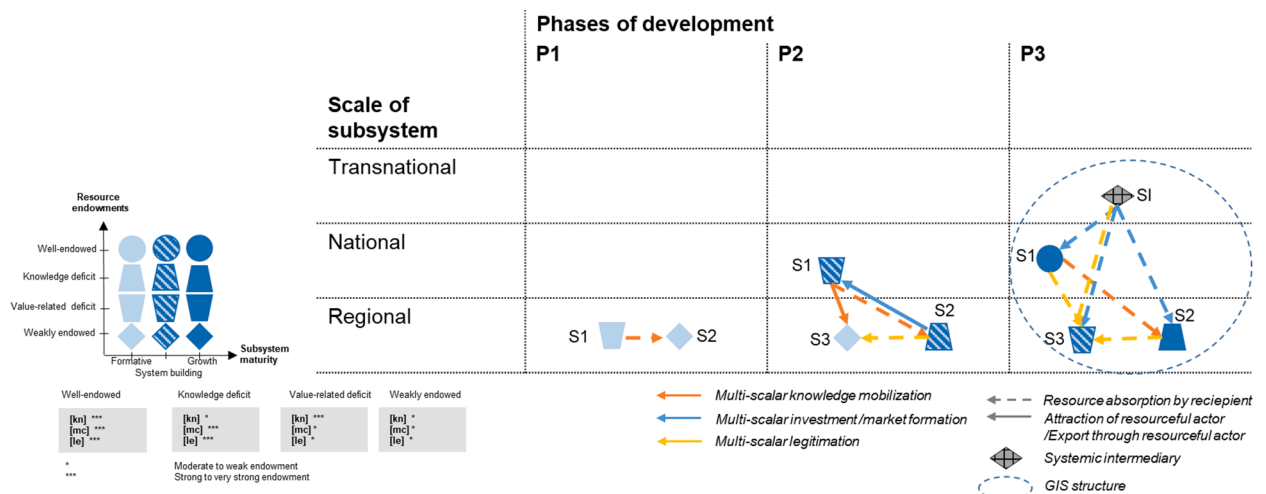 Phases of development
P1
P2
P3
Scale of
subsystem
Transnational
SI
National
S1
S1
Regional
S1
S2
S3
S2
S3
S2
Resource
endowments
Well-endowed
Knowledge deficit
Value-related deficit
Weakly endowed
Formative
Growth
System building
Subsystem
maturity
Well-endowed
[kn] ***
[mc] ***
[le] ***
Knowledge deficit
[kn] *
[mc] ***
[le] ***
Value-related deficit
[kn] ***
[mc] *
[le] *
Weakly endowed
[kn] *
[mc] *
[le] *
* Moderate to weak endowment
*** Strong to very strong endowment
Multi-scalar knowledge mobilization
Multi-scalar investment/market formation
Multi-scalar legitimation
Resource absorption by reciepient
Attraction of resourceful actor
/Export through resourceful actor
Systemic intermediary
GIS structure